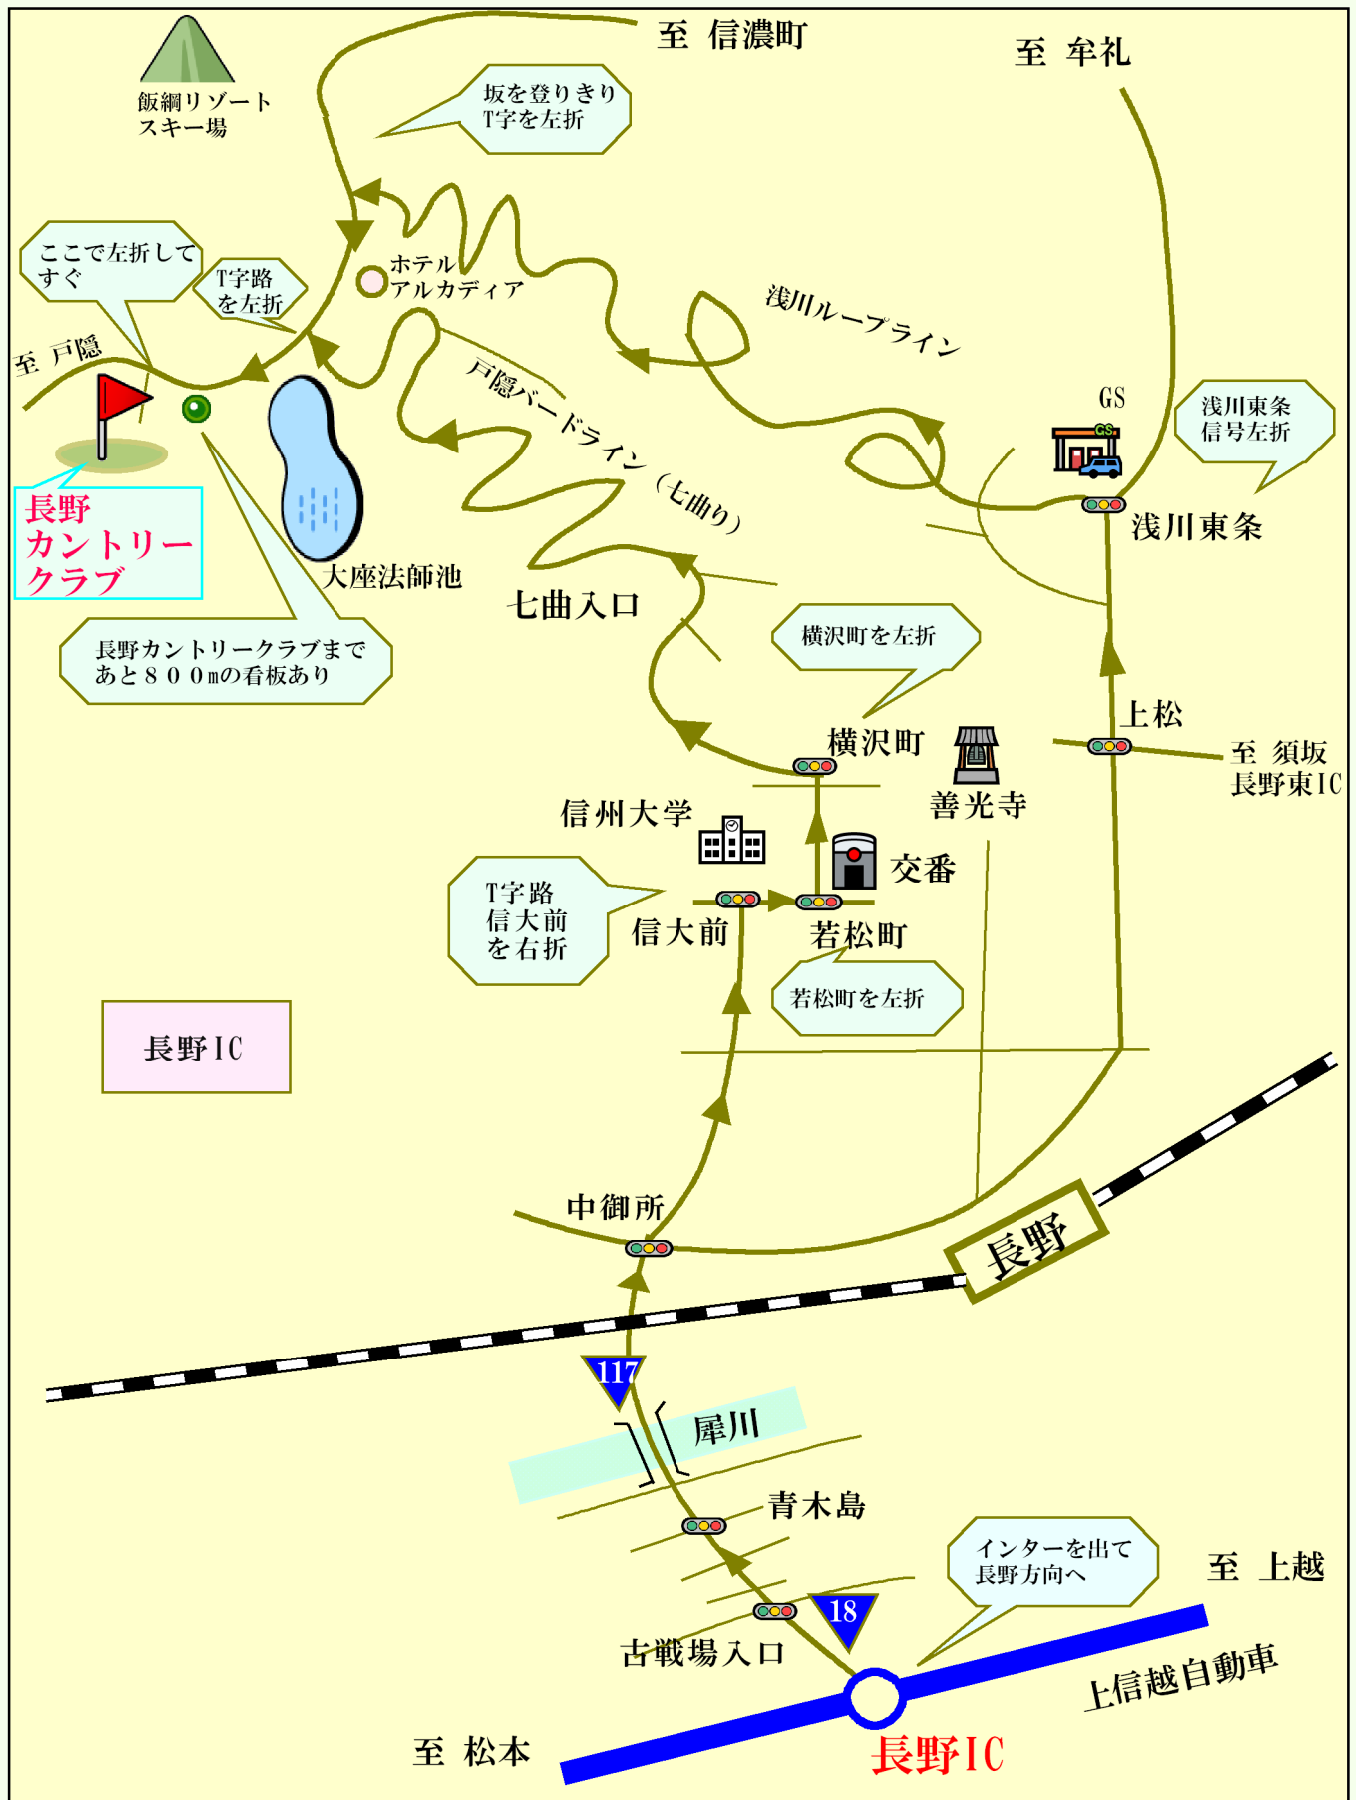 至 信濃町
至 牟礼
飯綱リゾート
スキー場
坂を登りきり
T字を左折
ここで左折して
すぐ
T字路
を左折
ホテル
アルカディア
浅川ループライン
至 戸隠
戸隠バードライン(七曲り)
GS
GS
浅川東条
信号左折
浅川東条
長野
カントリー
クラブ
大座法師池
七曲入口
長野カントリークラブまで
あと800mの看板あり
横沢町を左折
横沢町
上松
至 須坂
長野東IC
善光寺
信州大学
交番
T字路
信大前
を右折
信大前
若松町
若松町を左折
長野IC
中御所
長野
117
犀川
青木島
インターを出て
長野方向へ
至 上越
18
古戦場入口
上信越自動車
至 松本
長野IC